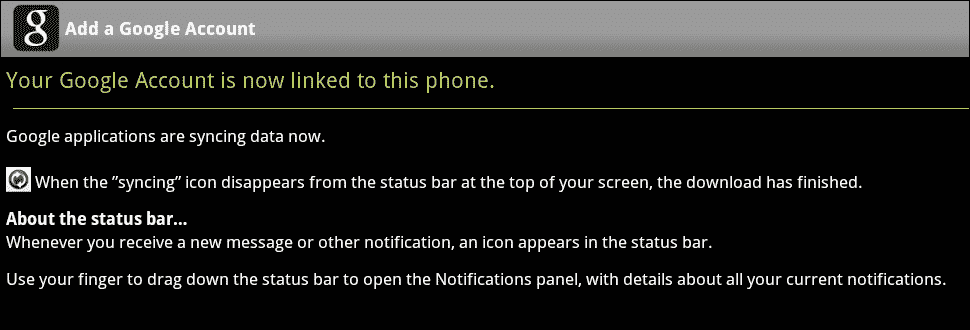 g Add a Google Account
Your Google Account is now linked to this phone.
Google applications are syncing data now.
When the ”syncing” icon disappears from the status bar at the top of your screen, the download has finished.
About the status bar...
Whenever you receive a new message or other notification, an icon appears in the status bar.
Use your finger to drag down the status bar to open the Notifications panel, with details about all your current notifications.